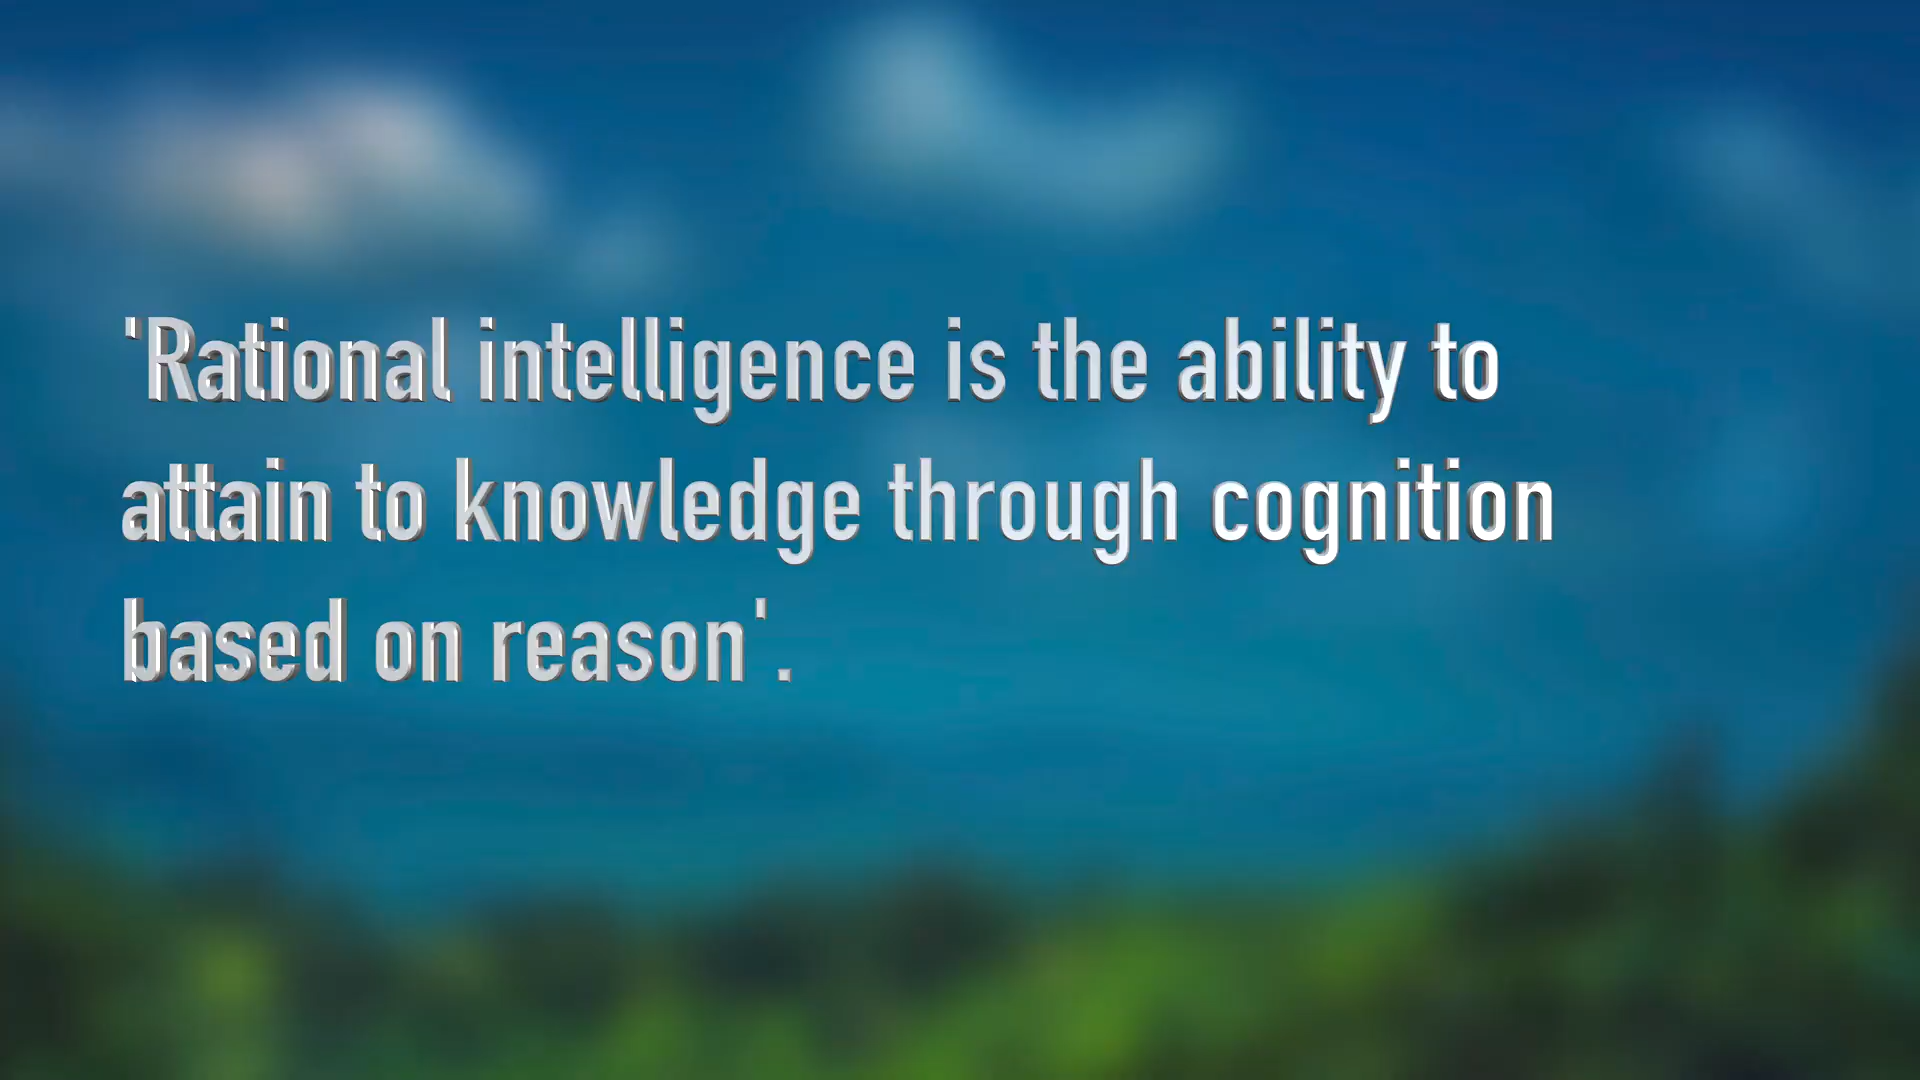 'Rational intelligence is the ability to
attain to knowledge through cognition
based on reason'.